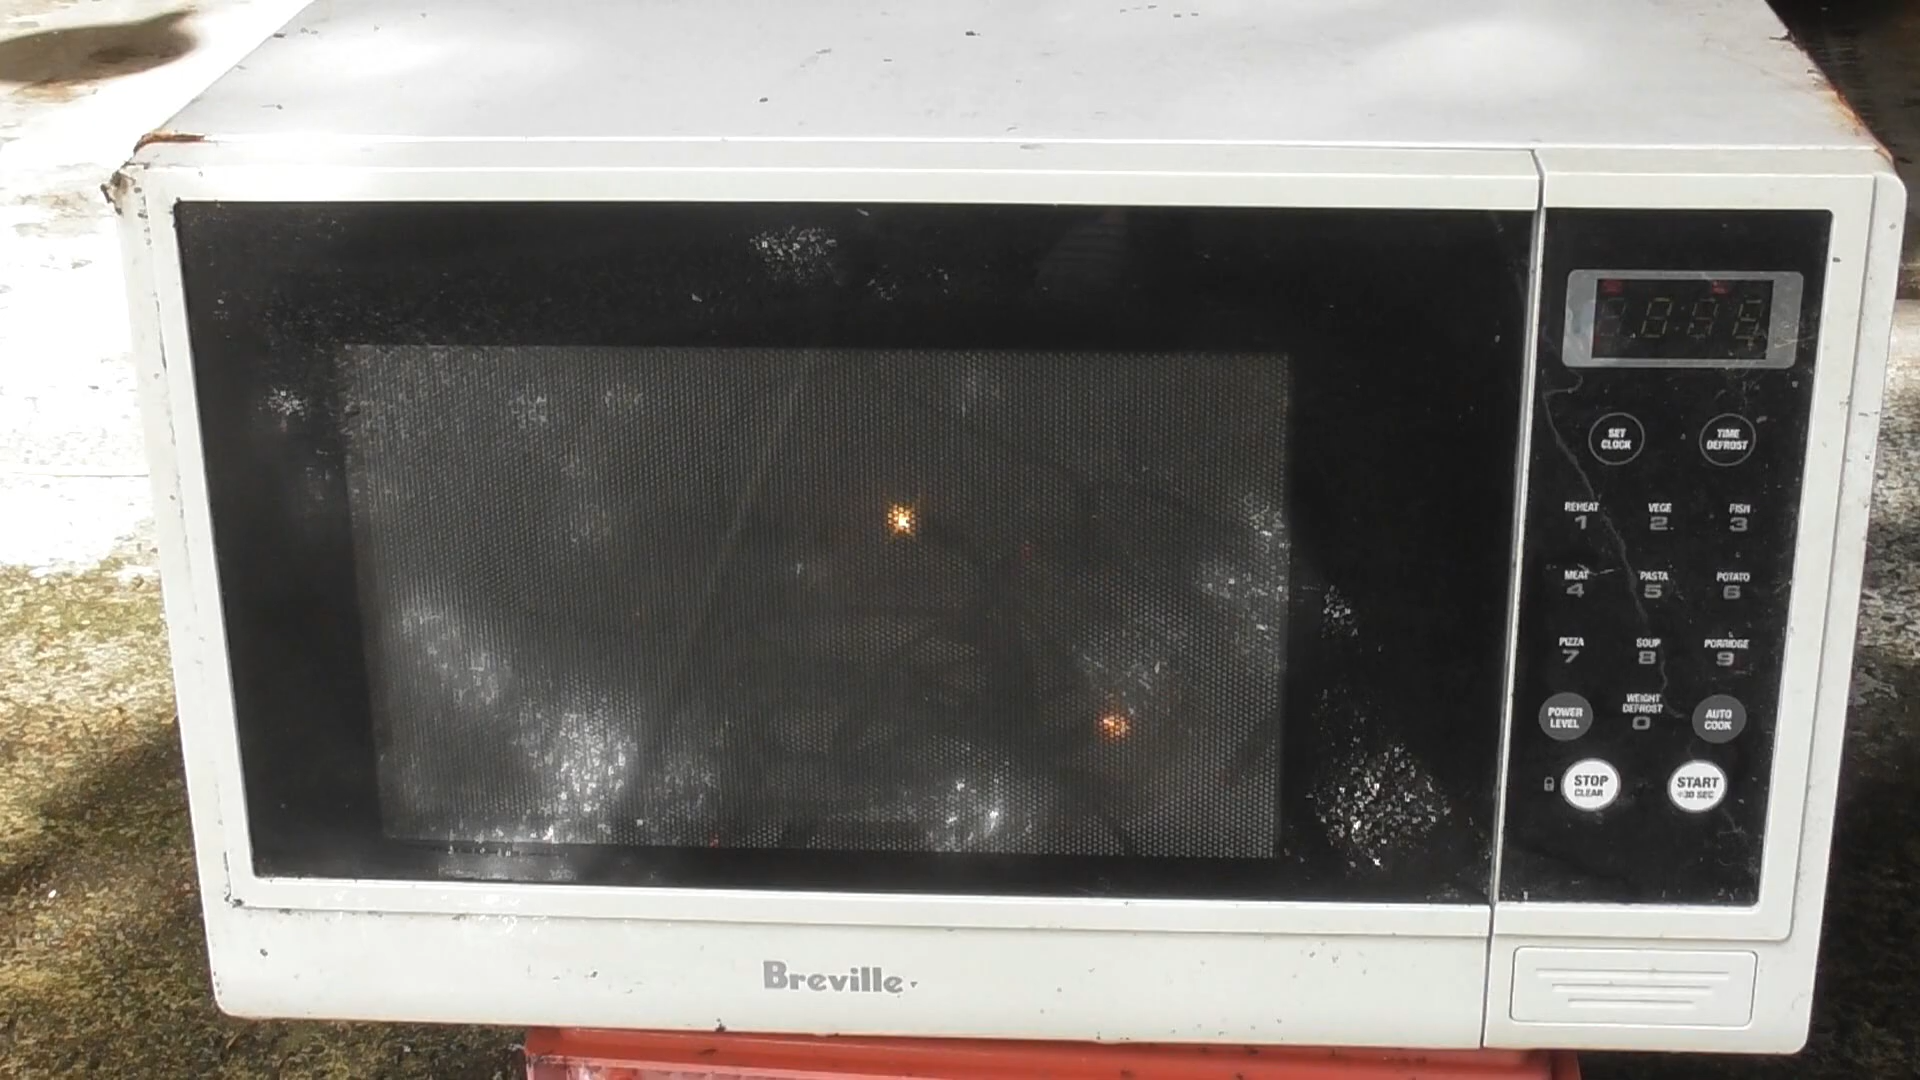 SET
CLOCK
TIME
DEFROST
REHEAT
1
VEGE
2
FISH
3
MEAT
4
PASTA
5
POTATO
6
PIZZA
7
SOUP
8
PORRIDGE
9
POWER
LEVEL
WEIGHT
DEFROST
0
AUTO
COOK
STOP
CLEAR
START
+30 SEC
Breville